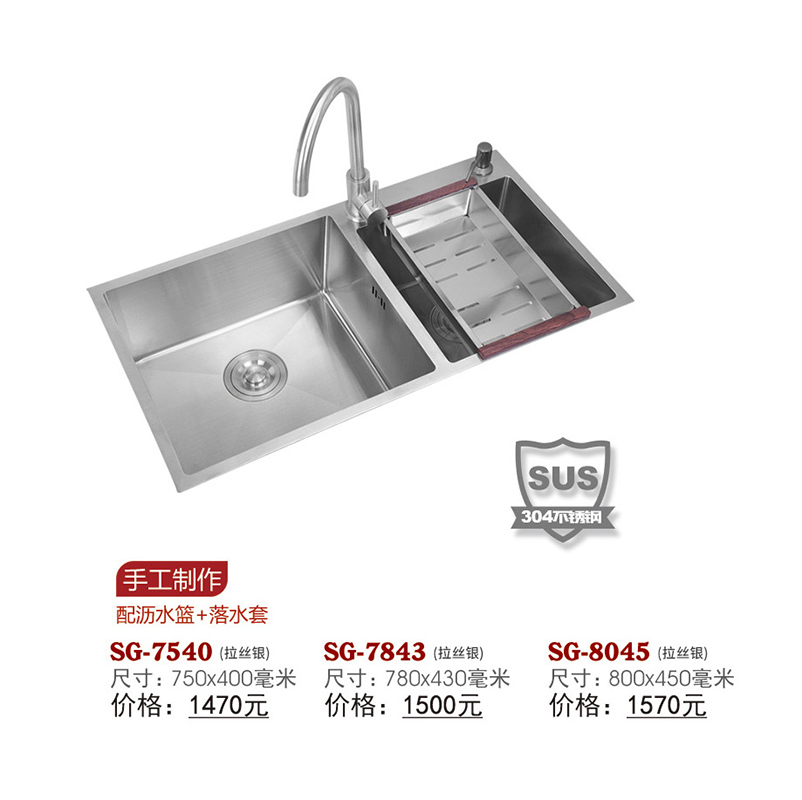 SUS
304不锈钢
手工制作
配沥水篮+落水套
SG-7540 (拉丝银)
尺寸：750x400毫米
价格：1470元
SG-7843 (拉丝银)
尺寸：780x430毫米
价格：1500元
SG-8045 (拉丝银)
尺寸：800x450毫米
价格：1570元